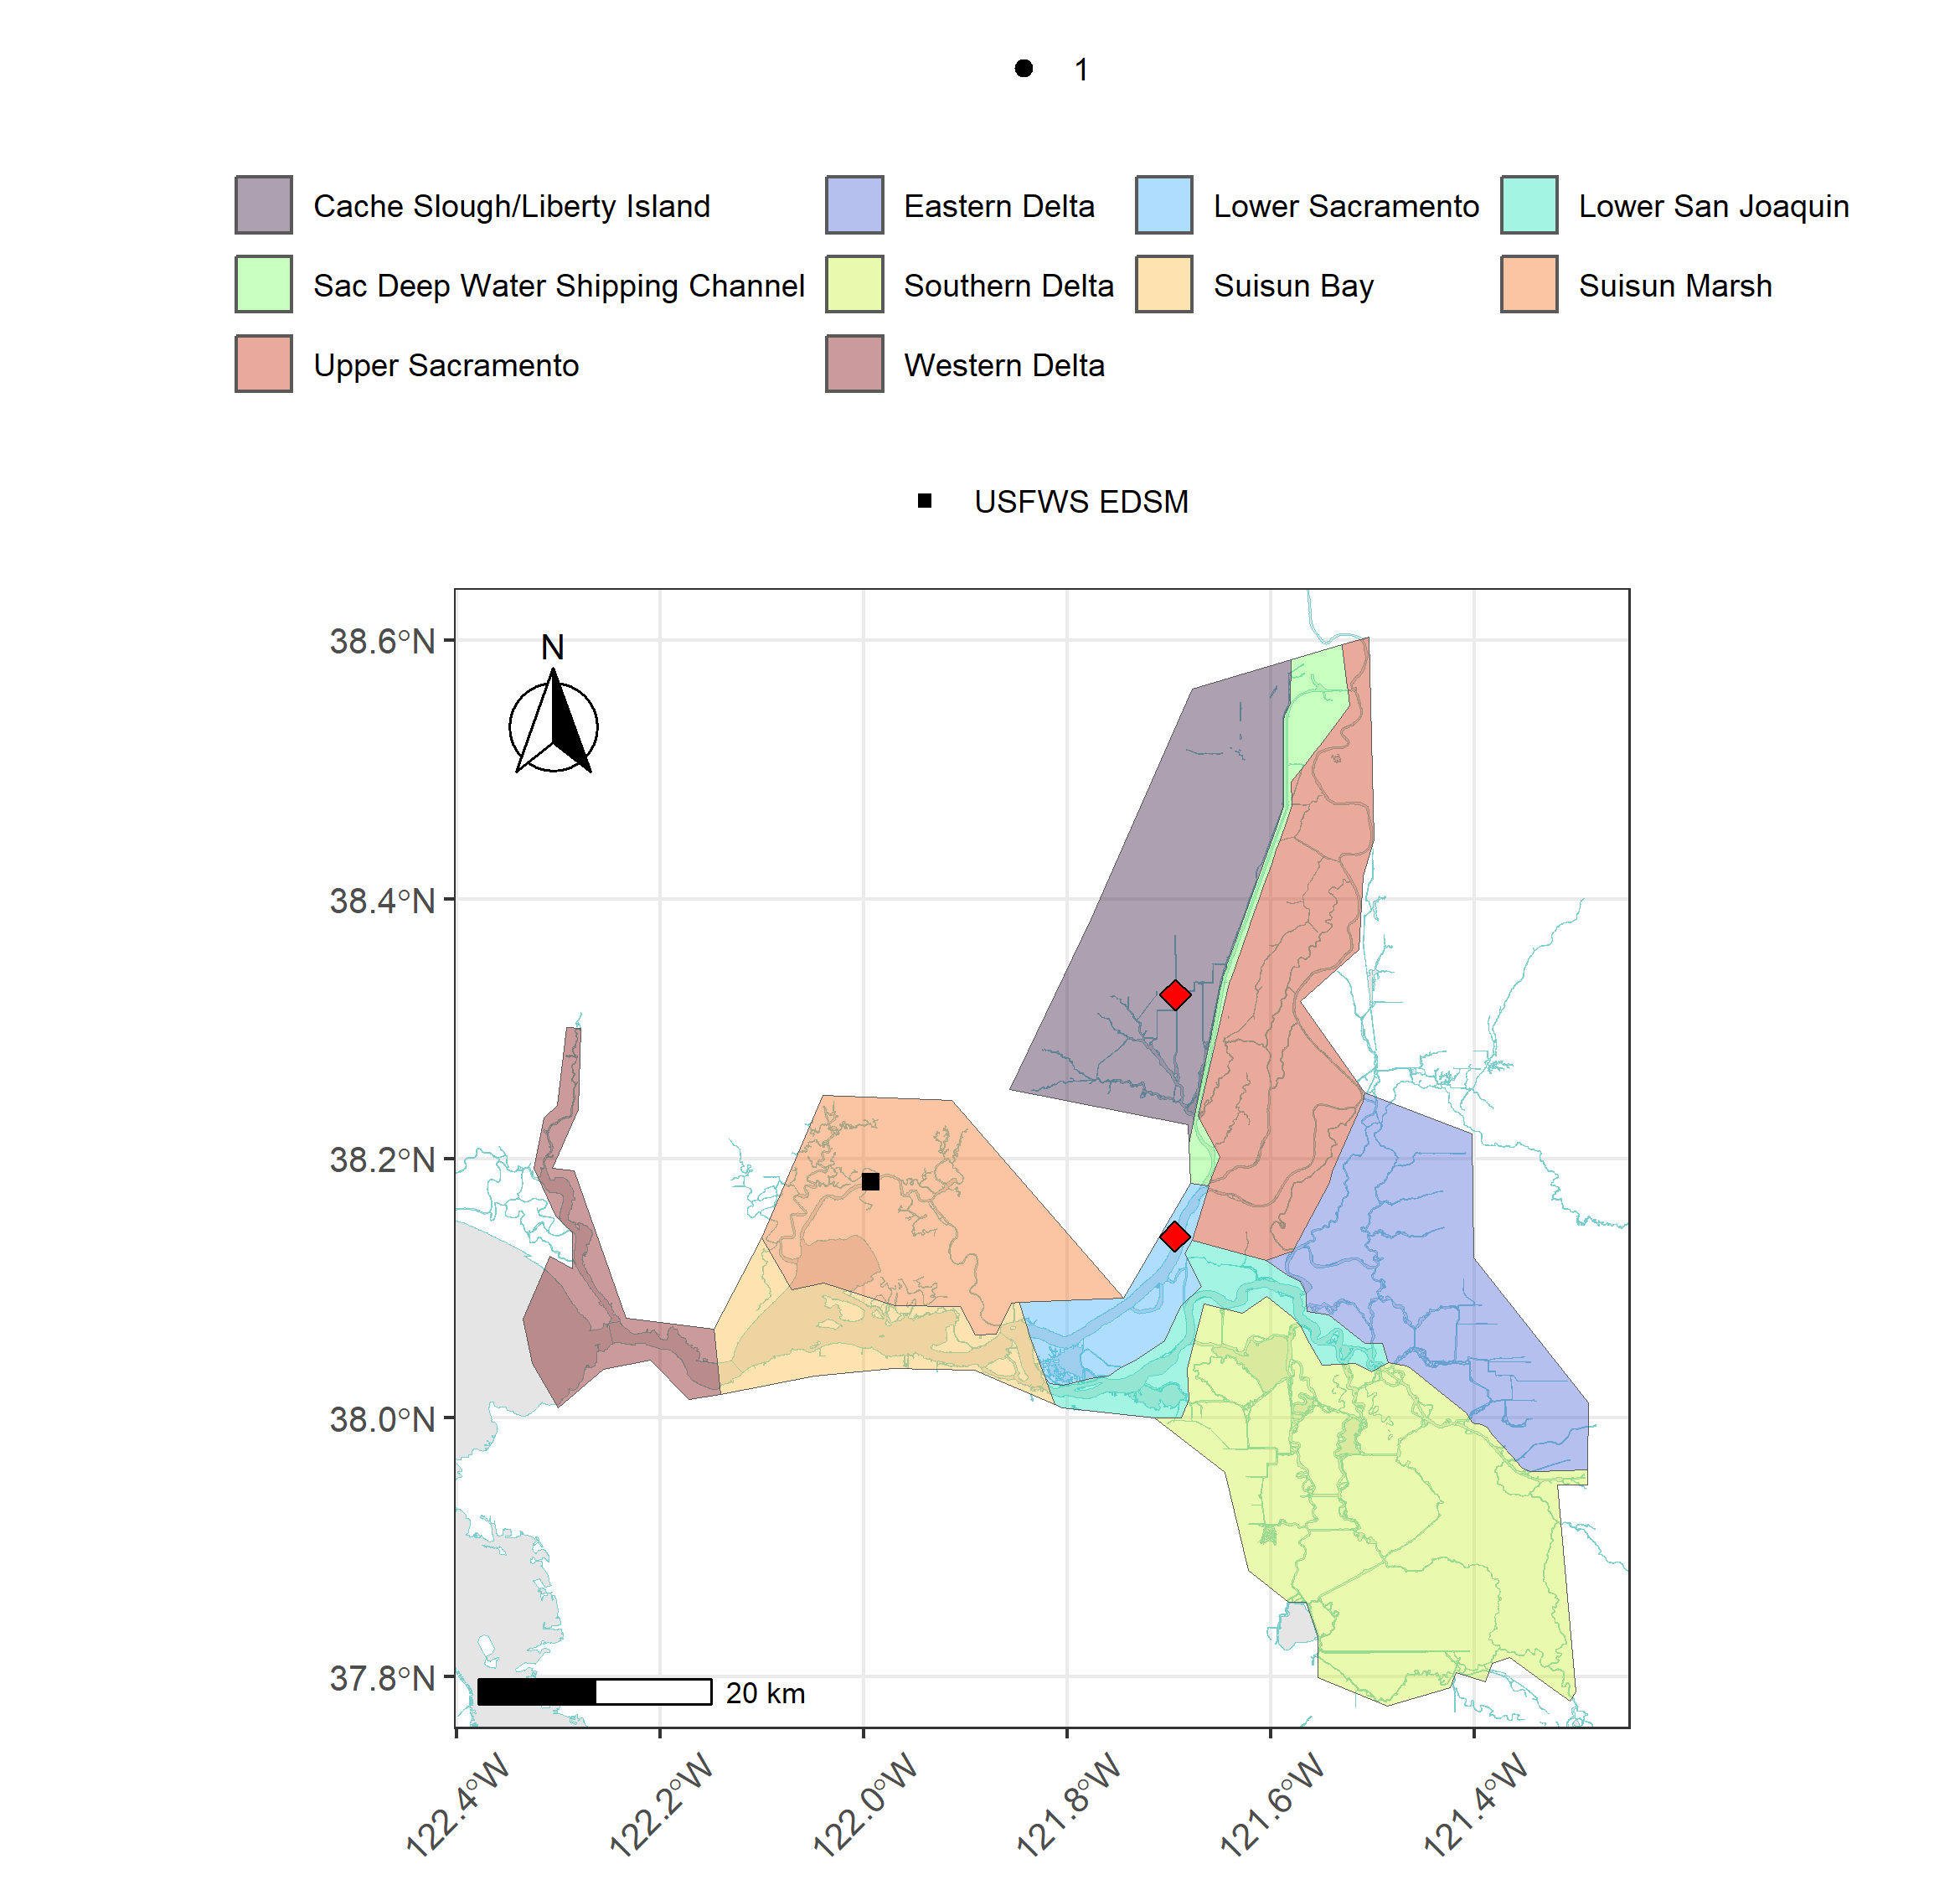 1
Cache Slough/Liberty Island Eastern Delta Lower Sacramento Lower San Joaquin
Sac Deep Water Shipping Channel Southern Delta Suisun Bay Suisun Marsh
Upper Sacramento Western Delta
USFWS EDSM
38.6°N
N
38.4°N
38.2°N
38.0°N
37.8°N
20 km
122.4°W 122.2°W 122.0°W 121.8°W 121.6°W 121.4°W